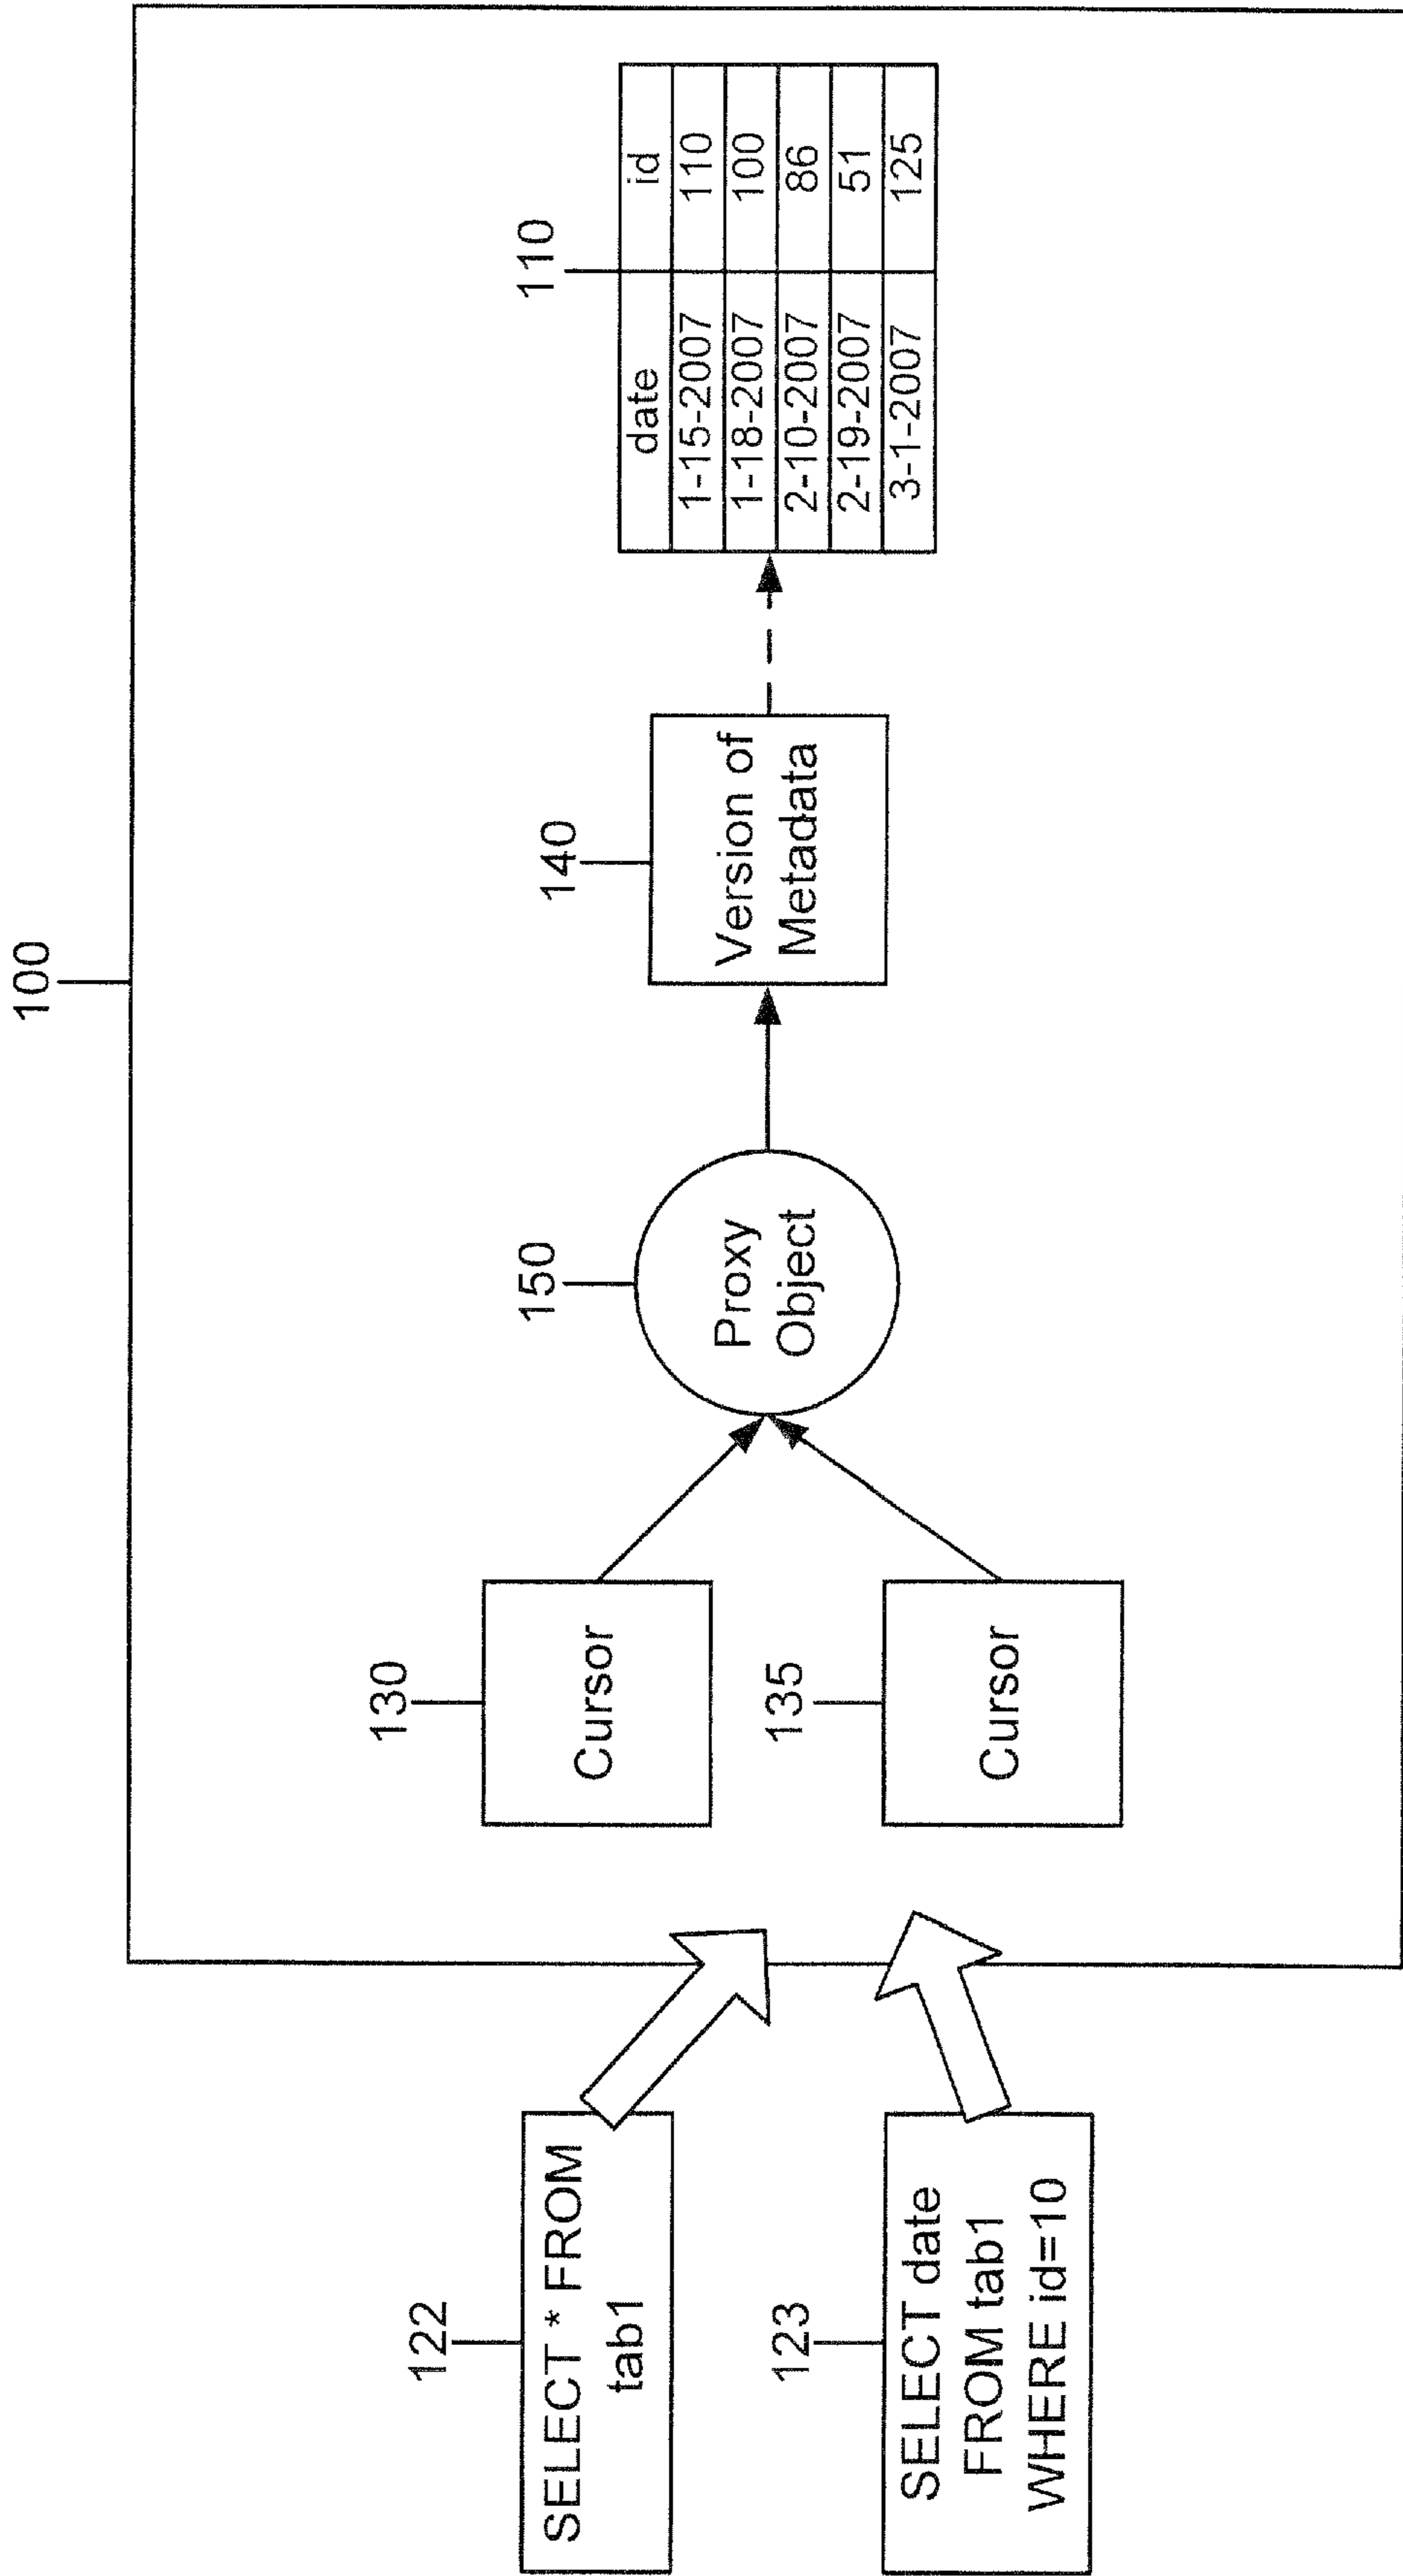 100
122
SELECT * FROM
tab1
123
SELECT date
FROM tab1
WHERE id=10
130
Cursor
135
Cursor
150
Proxy
Object
140
Version of
Metadata
110
date id
1-15-2007 110
1-18-2007 100
2-10-2007 86
2-19-2007 51
3-1-2007 125